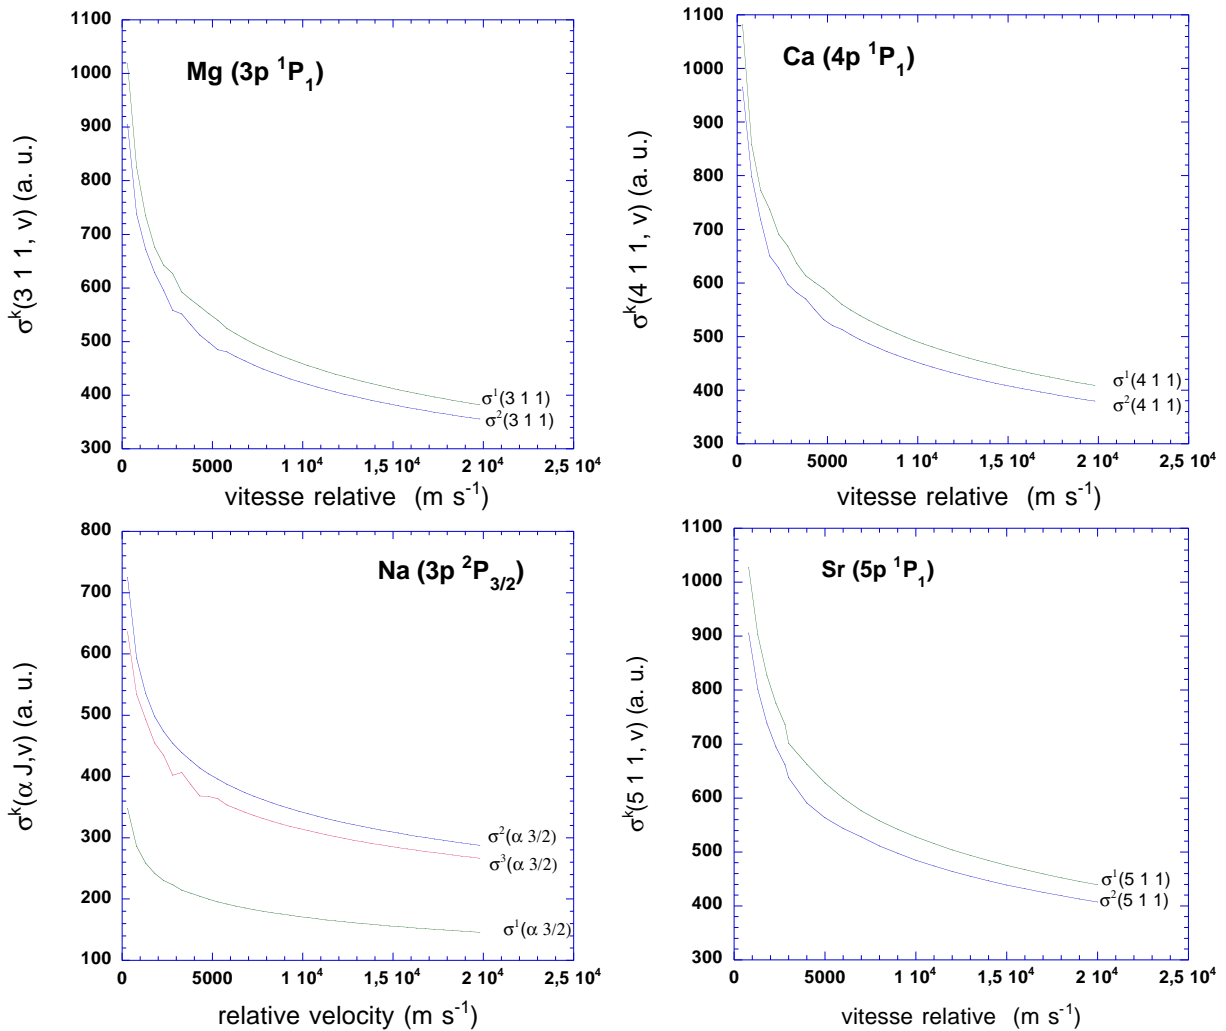 Mg (3p ¹P₁)
σᵏ(3 1 1, v) (a. u.)
1100
1000
900
800
700
600
500
400
300
σ¹(3 1 1)
σ²(3 1 1)
0 5000 1 10⁴ 1,5 10⁴ 2 10⁴ 2,5 10⁴
vitesse relative (m s⁻¹)
Ca (4p ¹P₁)
σᵏ(4 1 1, v) (a. u.)
1100
1000
900
800
700
600
500
400
300
σ¹(4 1 1)
σ²(4 1 1)
0 5000 1 10⁴ 1,5 10⁴ 2 10⁴ 2,5 10⁴
vitesse relative (m s⁻¹)
Na (3p ²P₃/₂)
σᵏ(α J,v) (a. u.)
800
700
600
500
400
300
200
100
σ²(α 3/2)
σ³(α 3/2)
σ¹(α 3/2)
0 5000 1 10⁴ 1,5 10⁴ 2 10⁴ 2,5 10⁴
relative velocity (m s⁻¹)
Sr (5p ¹P₁)
σᵏ(5 1 1, v) (a. u.)
1100
1000
900
800
700
600
500
400
300
σ¹(5 1 1)
σ²(5 1 1)
0 5000 1 10⁴ 1,5 10⁴ 2 10⁴ 2,5 10⁴
vitesse relative (m s⁻¹)